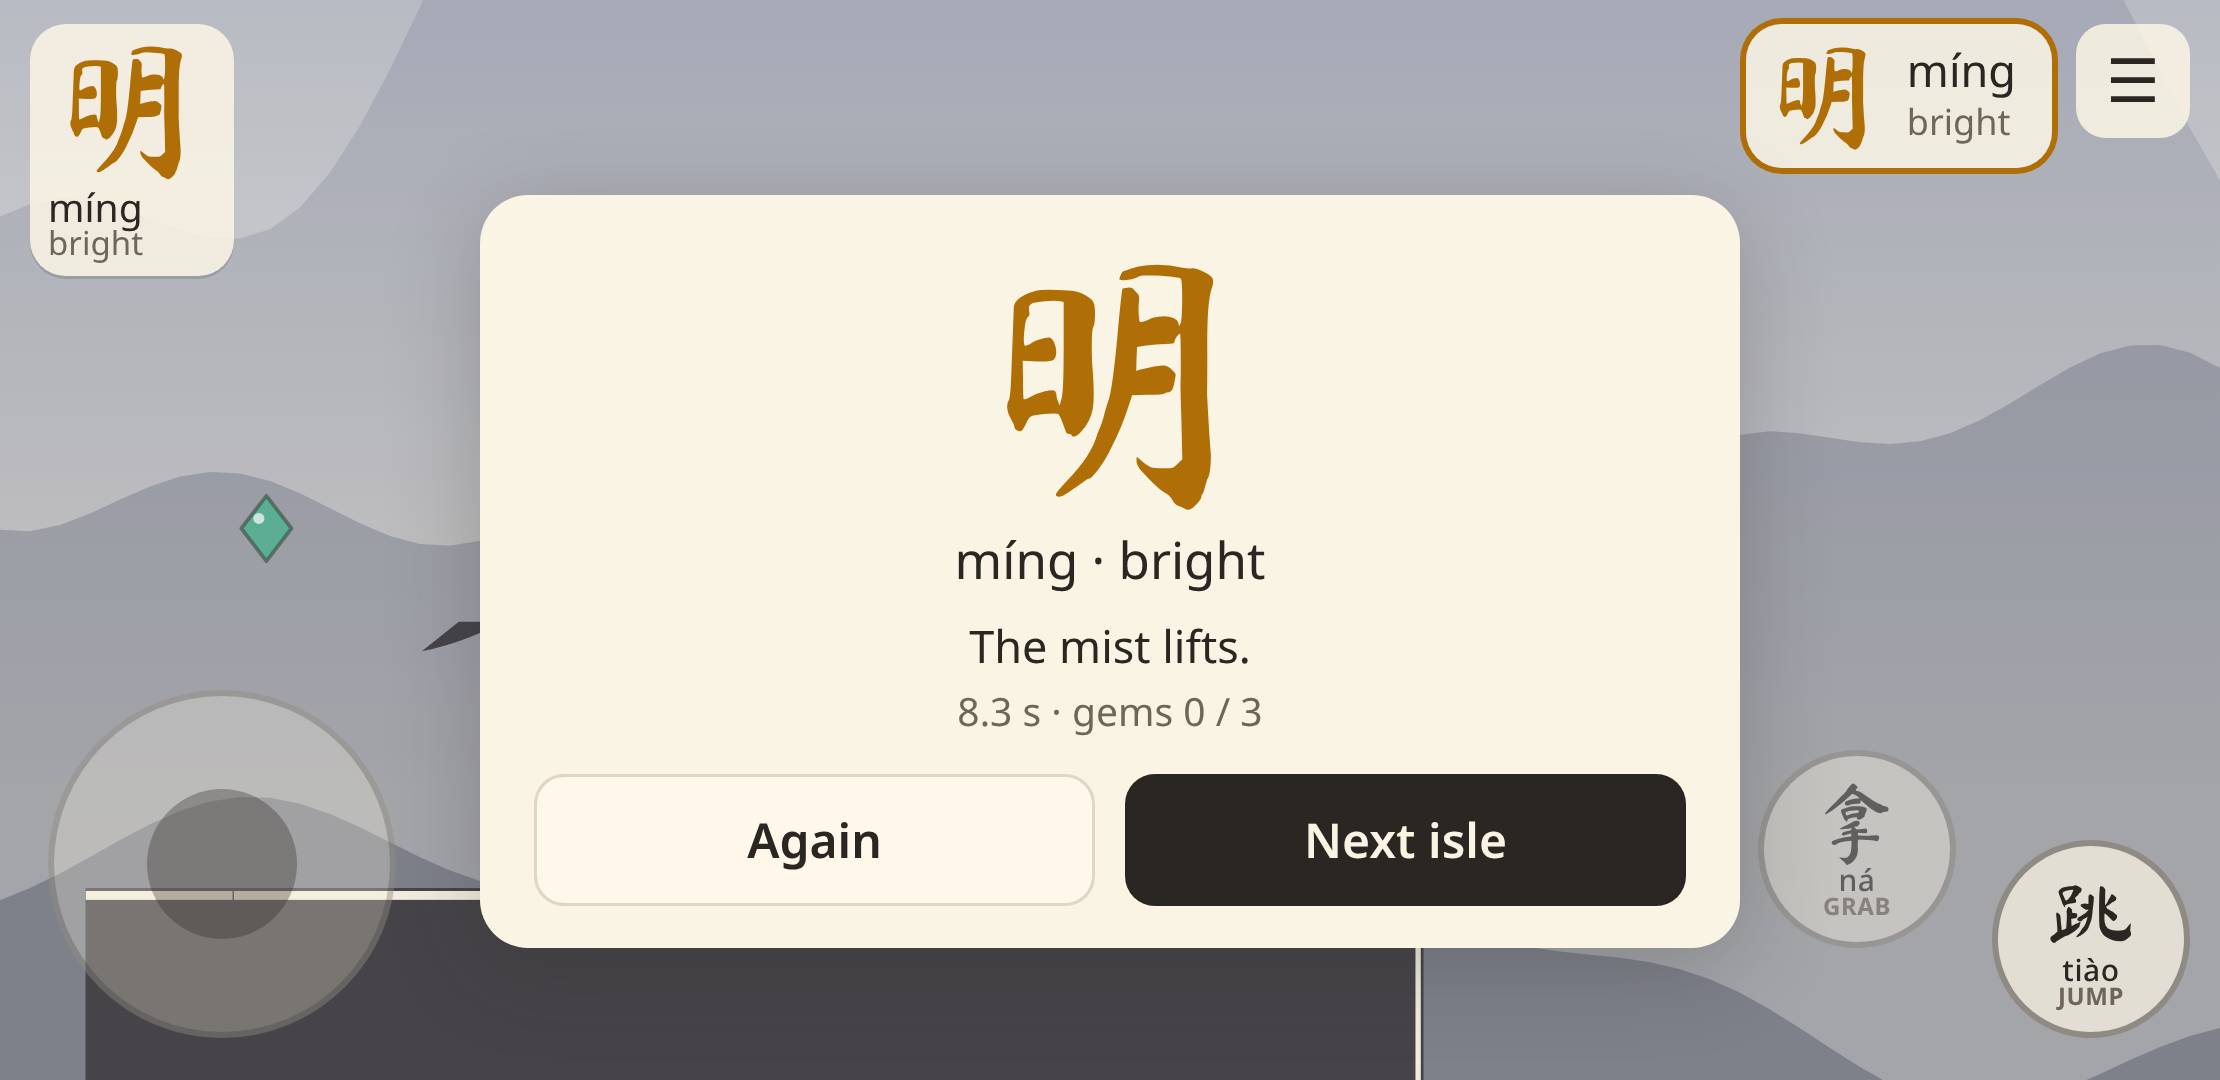 明
míng
bright
明
míng
bright
☰
明
míng · bright
The mist lifts.
8.3 s · gems 0 / 3
Again
Next isle
拿
ná
GRAB
跳
tiào
JUMP